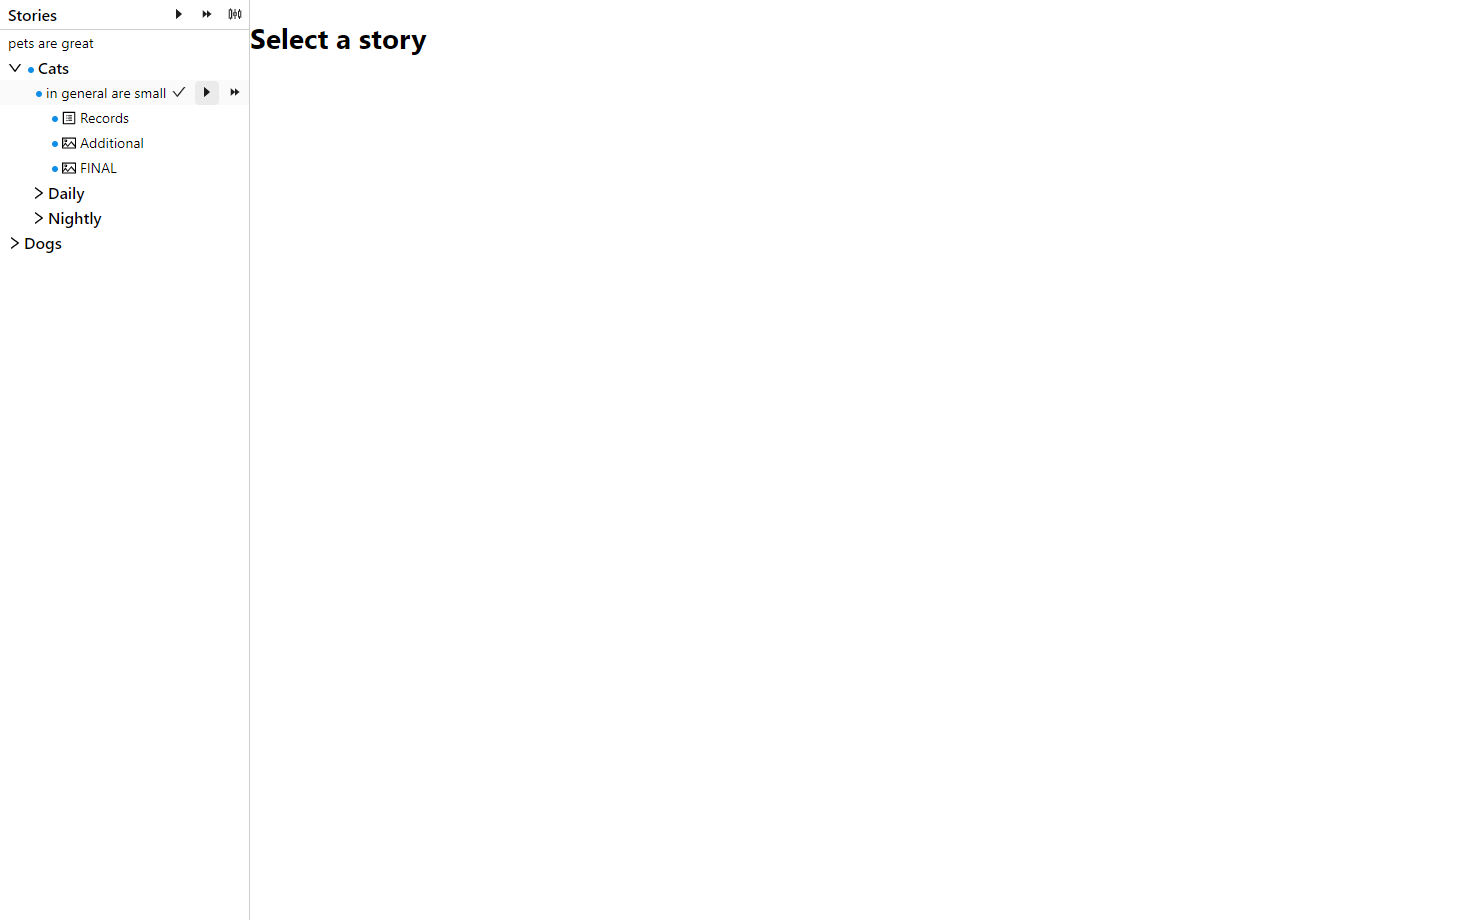 Stories
Select a story
pets are great
Cats
in general are small
Records
Additional
FINAL
Daily
Nightly
Dogs